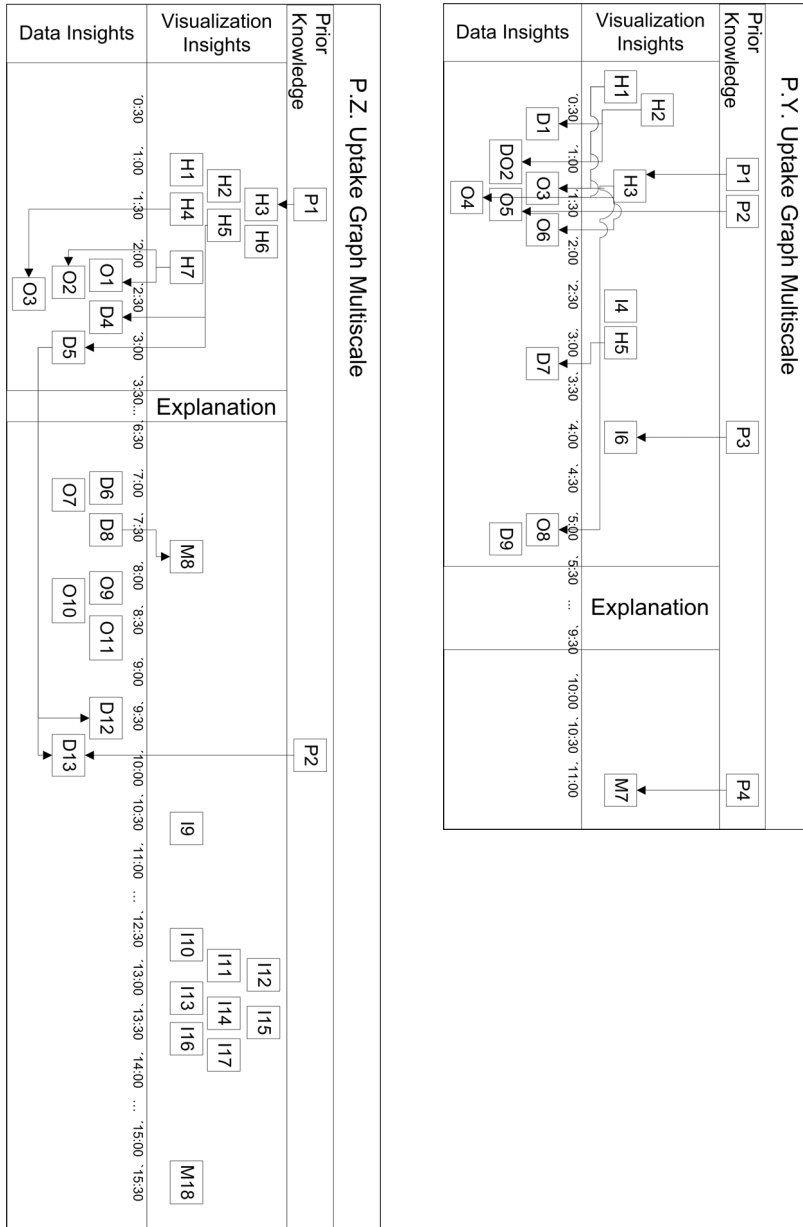 P.Y. Uptake Graph Multiscale
Prior
Knowledge
P1
P2
P3
P4
Visualization
Insights
H1
H2
H3
I4
H5
I6
M7
Explanation
`0:30
`1:00
`1:30
`2:00
`2:30
`3:00
`3:30
`4:00
`4:30
`5:00
`5:30
...
`9:30
`10:00
`10:30
`11:00
Data Insights
D1
DO2
O3
O4
O5
O6
D7
O8
D9
P.Z. Uptake Graph Multiscale
Prior
Knowledge
P1
P2
Visualization
Insights
H1
H2
H3
H4
H5
H6
H7
Explanation
M8
I9
I10
I11
I12
I13
I14
I15
I16
I17
M18
`0:30
`1:00
`1:30
`2:00
`2:30
`3:00
`3:30...
`6:30
`7:00
`7:30
`8:00
`8:30
`9:00
`9:30
`10:00
`10:30
`11:00
...
`12:30
`13:00
`13:30
`14:00
...
`15:00
`15:30
Data Insights
O1
O2
O3
D4
D5
D6
O7
D8
O9
O10
O11
D12
D13